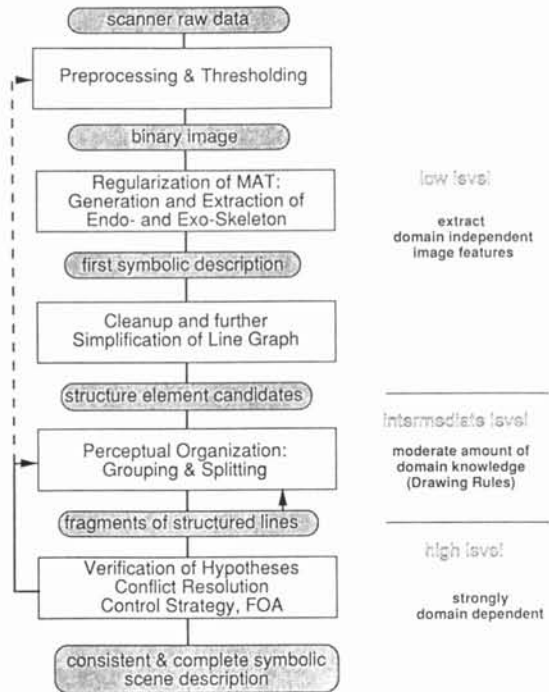 scanner raw data
Preprocessing & Thresholding
binary image
Regularization of MAT:
Generation and Extraction of
Endo- and Exo-Skeleton
first symbolic description
Cleanup and further
Simplification of Line Graph
structure element candidates
Perceptual Organization:
Grouping & Splitting
fragments of structured lines
Verification of Hypotheses
Conflict Resolution
Control Strategy, FOA
consistent & complete symbolic
scene description
low level
extract
domain independent
image features
intermediate level
moderate amount of
domain knowledge
(Drawing Rules)
high level
strongly
domain dependent